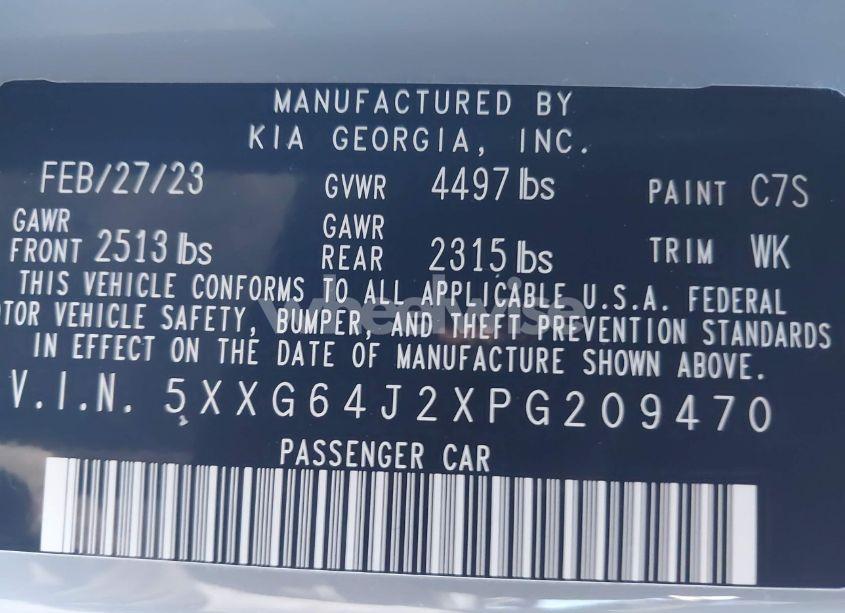 MANUFACTURED BY
KIA GEORGIA, INC.
FEB/27/23 GVWR 4497 lbs PAINT C7S
GAWR FRONT 2513 lbs GAWR REAR 2315 lbs TRIM WK
THIS VEHICLE CONFORMS TO ALL APPLICABLE U.S.A. FEDERAL
OTOR VEHICLE SAFETY, BUMPER, AND THEFT PREVENTION STANDARDS
IN EFFECT ON THE DATE OF MANUFACTURE SHOWN ABOVE.
V.I.N. 5XXG64J2XPG209470
PASSENGER CAR
wheelwise